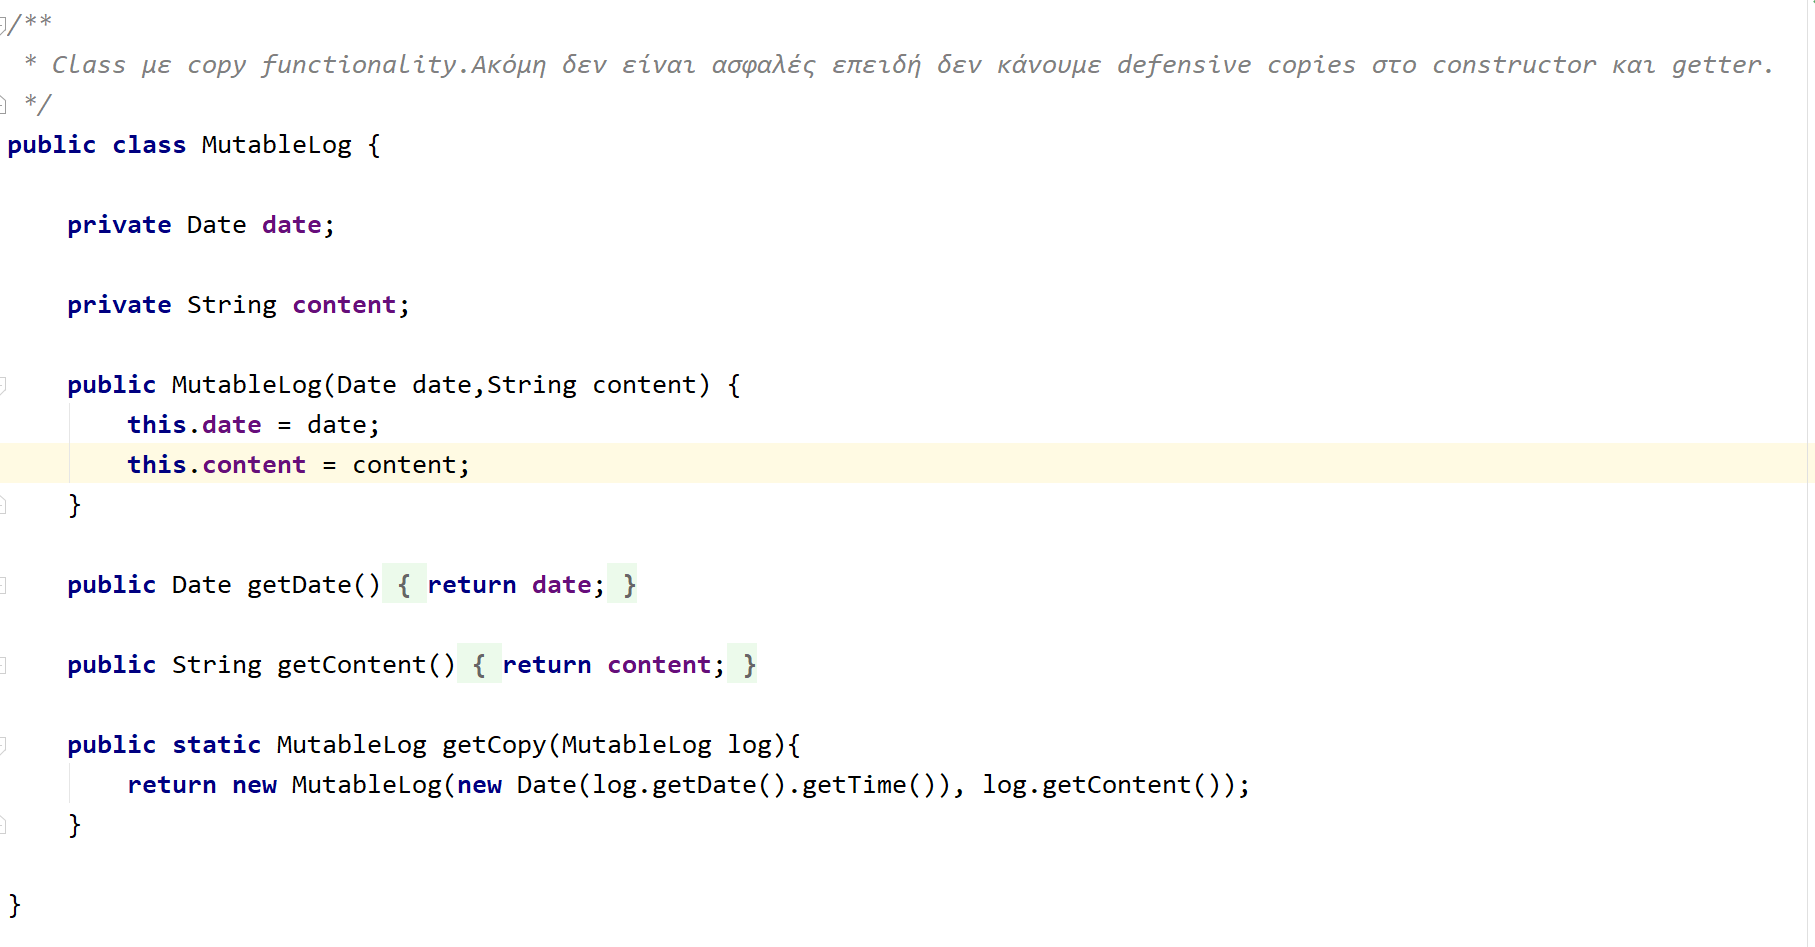 /**
 * Class με copy functionality.Ακόμη δεν είναι ασφαλές επειδή δεν κάνουμε defensive copies στο constructor και getter.
 */
public class MutableLog {
    private Date date;
    private String content;
    public MutableLog(Date date,String content) {
        this.date = date;
        this.content = content;
    }
    public Date getDate() { return date; }
    public String getContent() { return content; }
    public static MutableLog getCopy(MutableLog log){
        return new MutableLog(new Date(log.getDate().getTime()), log.getContent());
    }
}